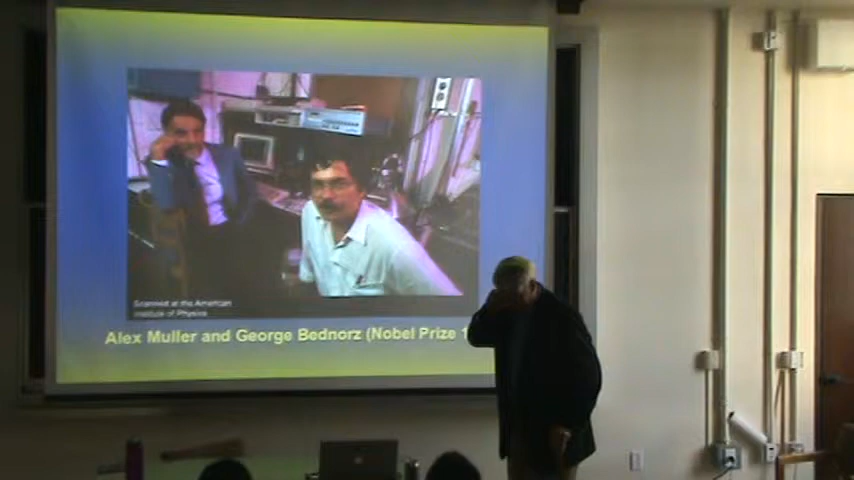 Scanned at the American
Institute of Physics
Alex Muller and George Bednorz (Nobel Prize 1